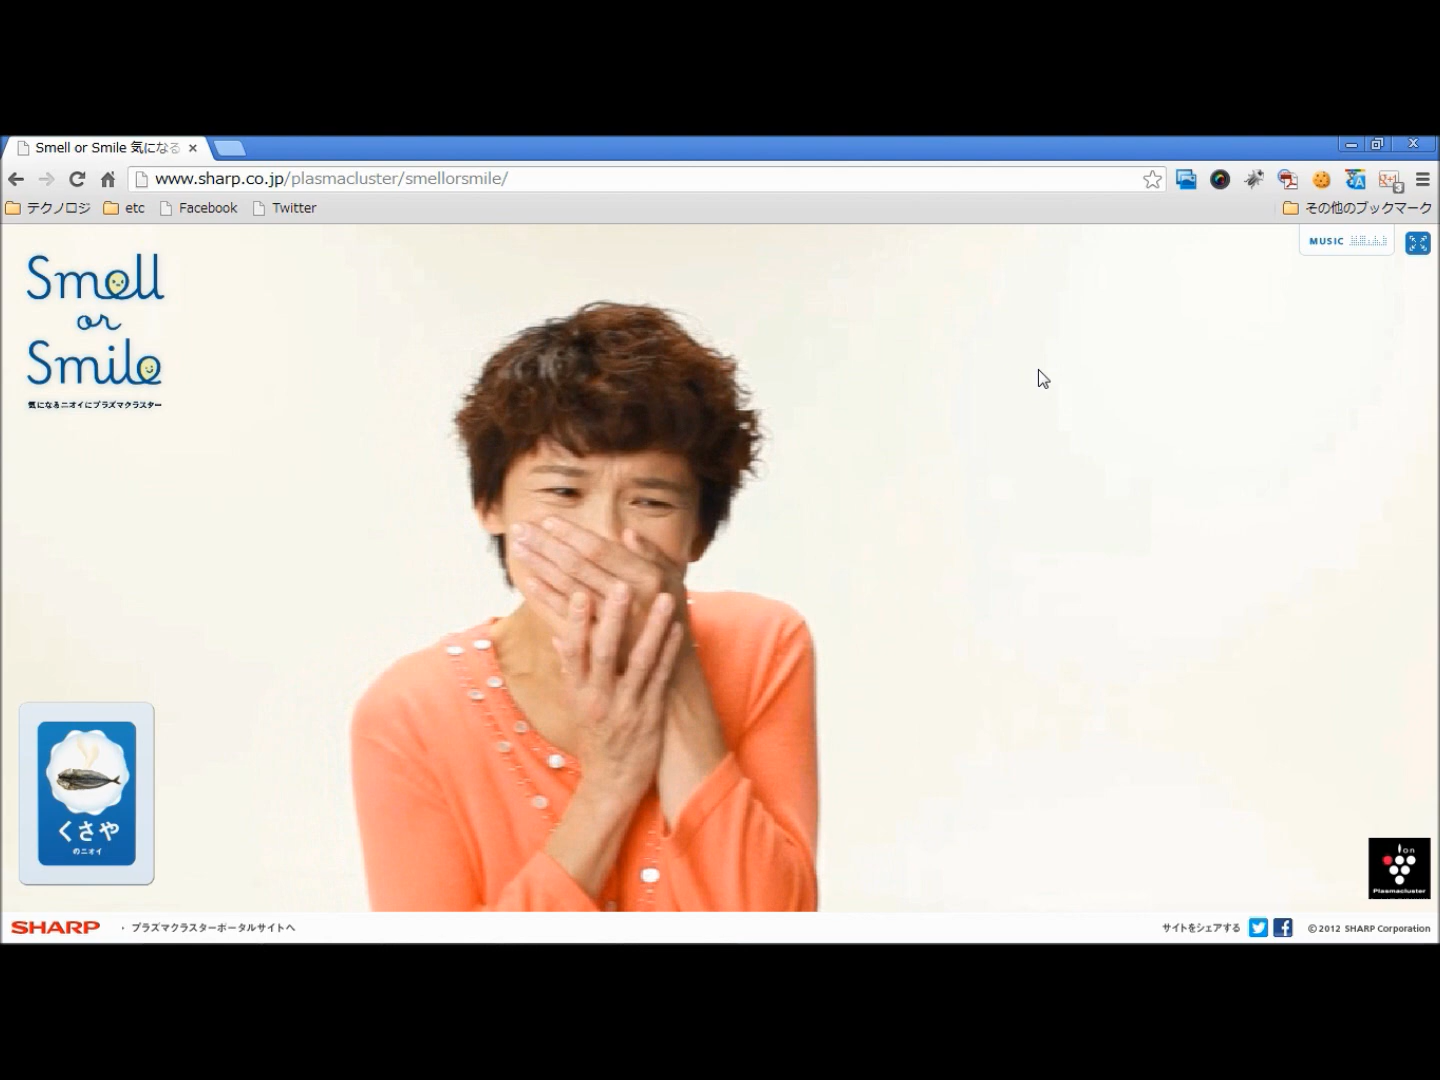 Smell or Smile 気になる
www.sharp.co.jp/plasmacluster/smellorsmile/
テクノロジ etc Facebook Twitter その他のブックマーク
MUSIC
Smell
or
Smile
気になるニオイにプラズマクラスター
くさや
のニオイ
ion
Plasmacluster
SHARP ・プラズマクラスターポータルサイトへ サイトをシェアする ©2012 SHARP Corporation